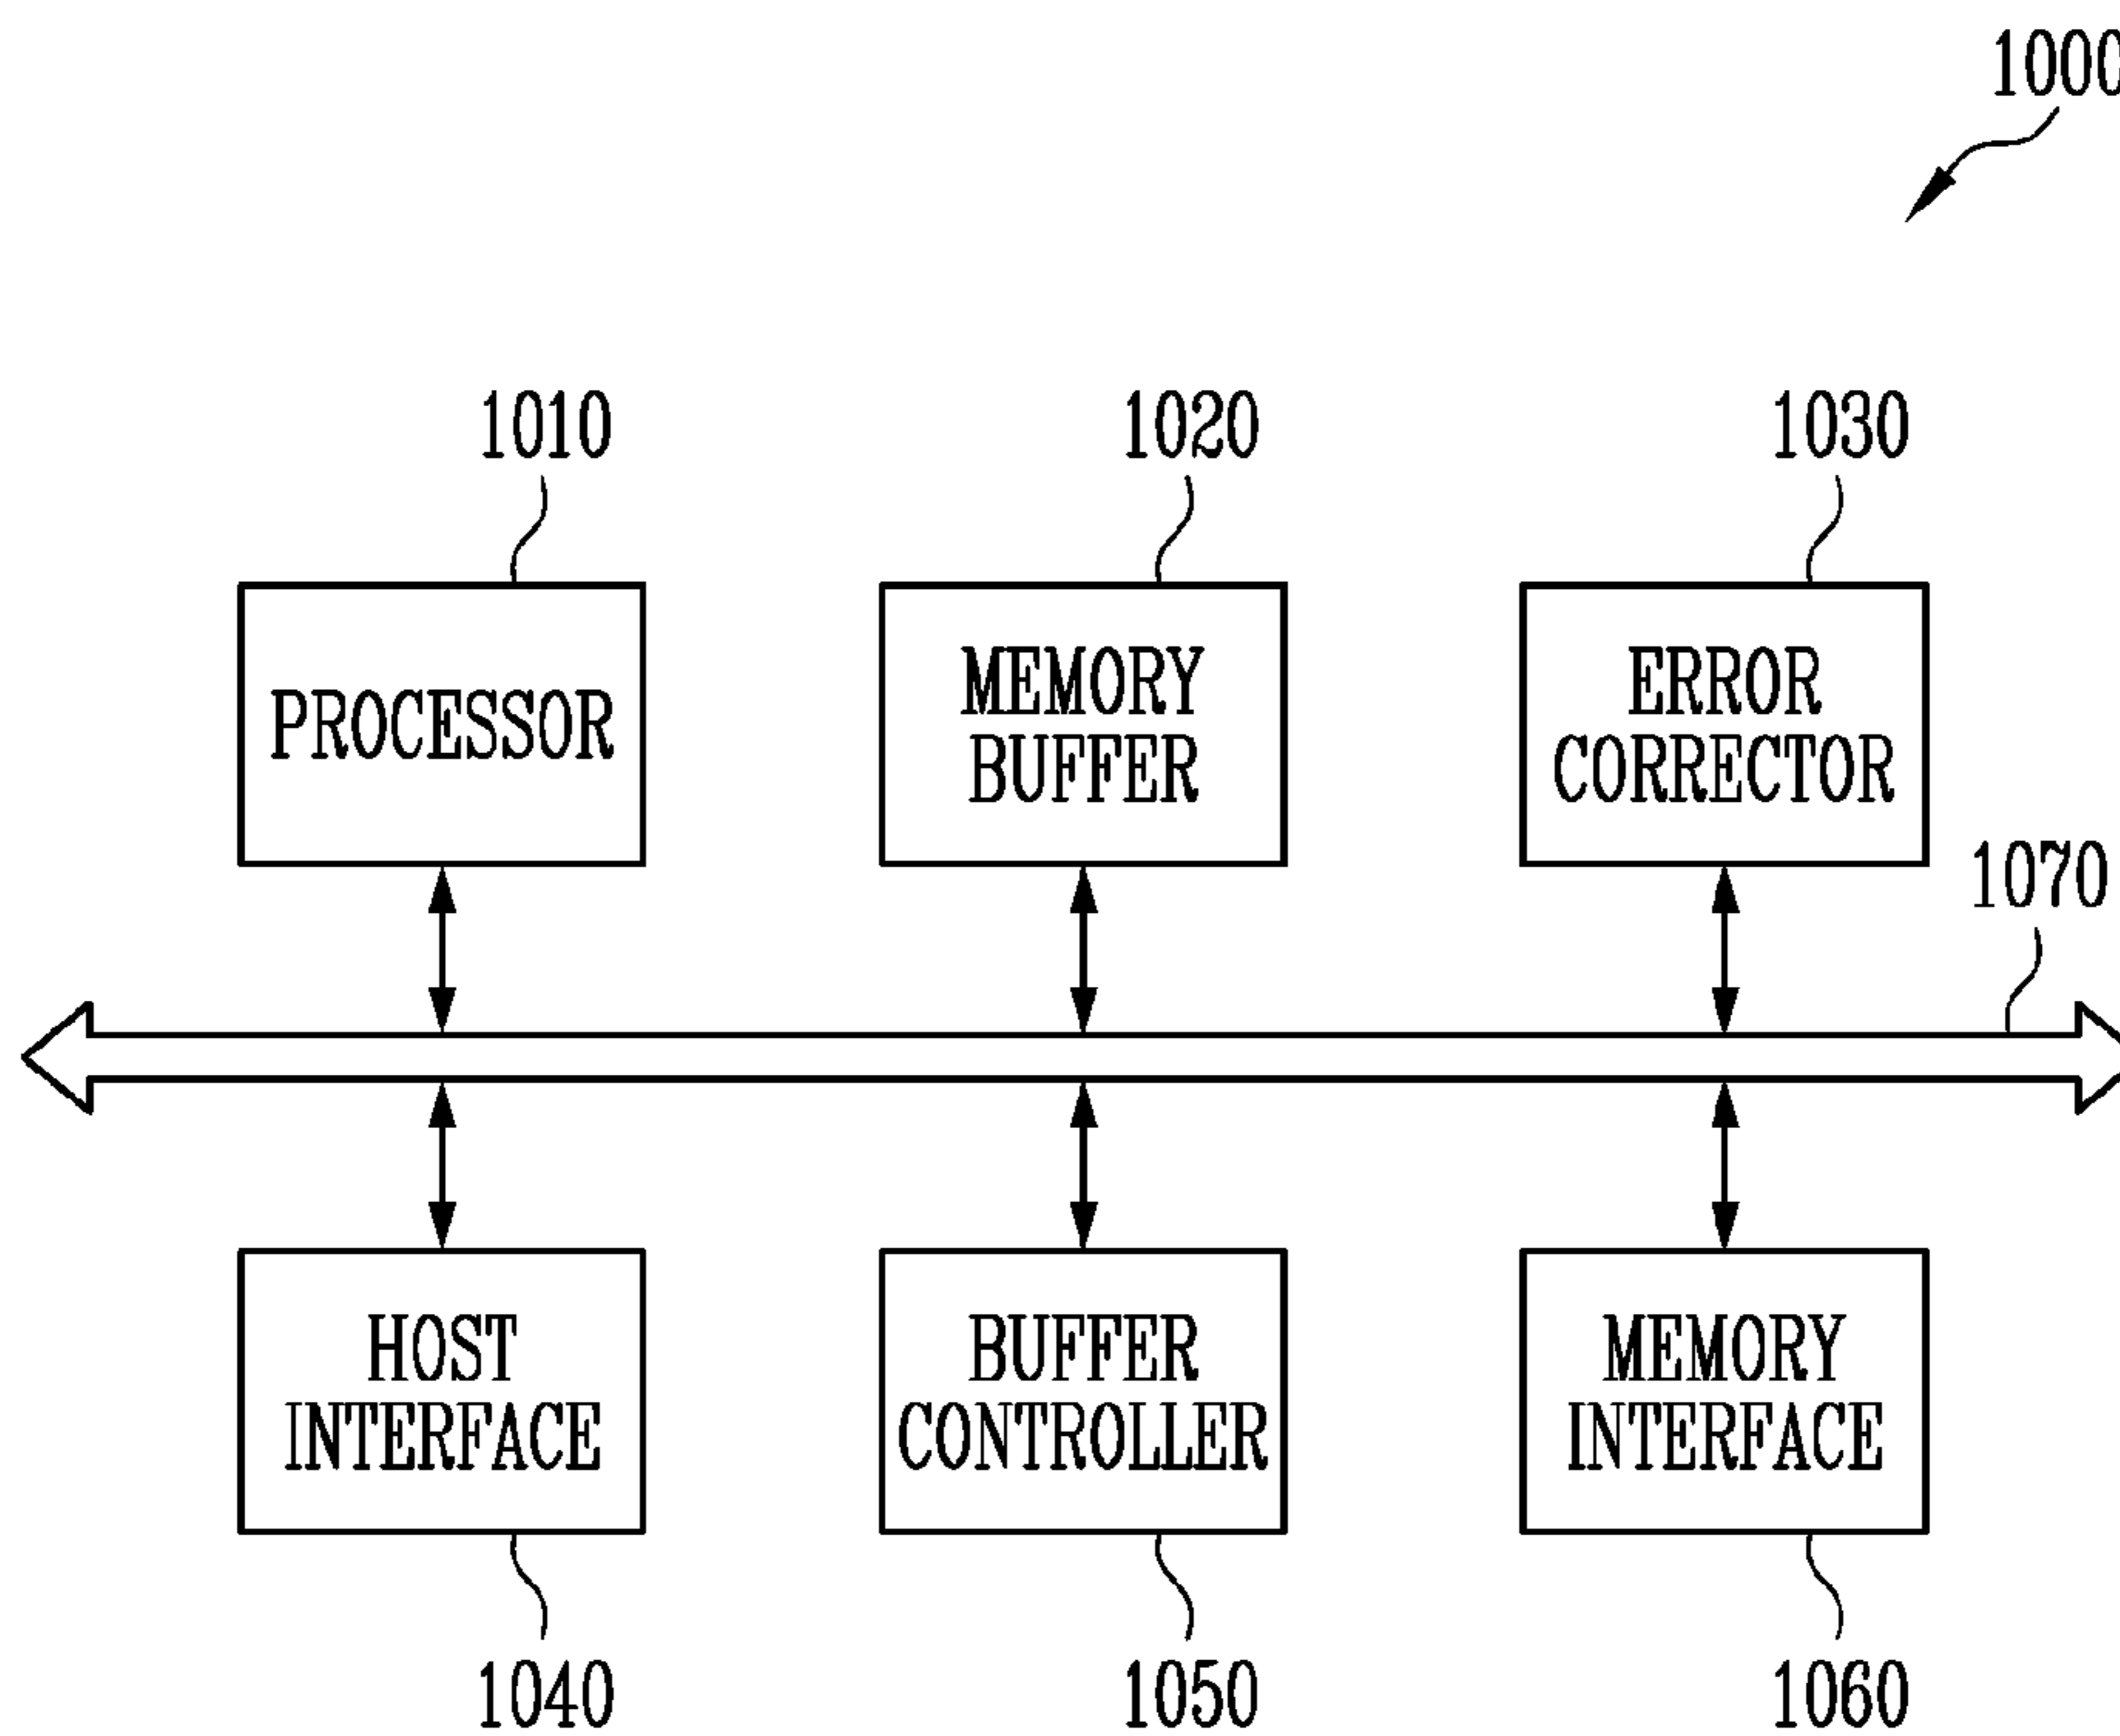 1000
1010
1020
1030
PROCESSOR
MEMORY
BUFFER
ERROR
CORRECTOR
1070
HOST
INTERFACE
BUFFER
CONTROLLER
MEMORY
INTERFACE
1040
1050
1060